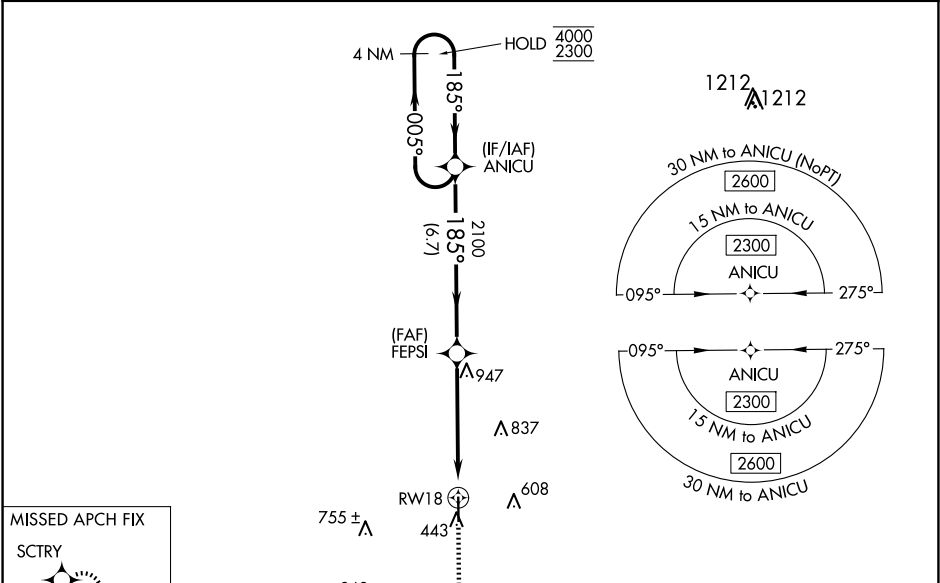 4 NM
HOLD 4000
2300
185°
005°
(IF/IAF)
ANICU
2100
185°
(6.7)
(FAF)
FEPSI
947
837
RW18
608
443
755 ±
MISSED APCH FIX
SCTRY
1212
1212
30 NM to ANICU (NoPT)
2600
15 NM to ANICU
2300
ANICU
095°
275°
095°
275°
ANICU
2300
15 NM to ANICU
2600
30 NM to ANICU